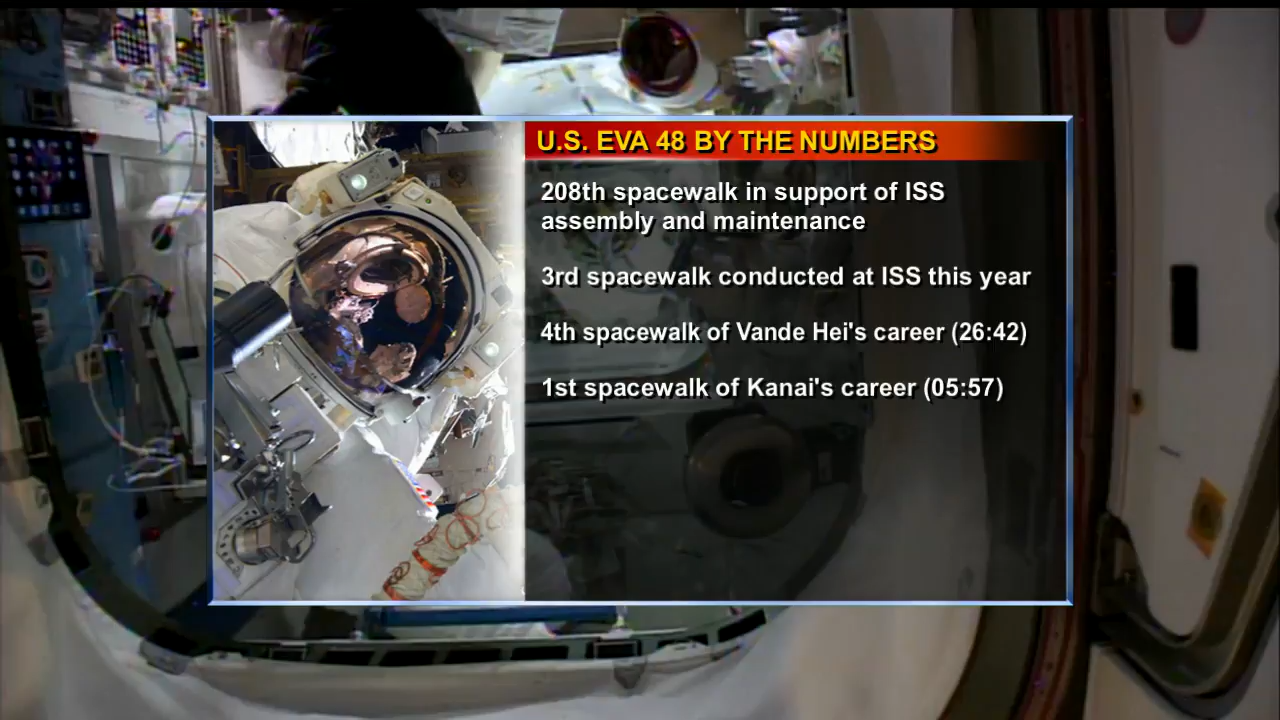 U.S. EVA 48 BY THE NUMBERS
208th spacewalk in support of ISS
assembly and maintenance
3rd spacewalk conducted at ISS this year
4th spacewalk of Vande Hei's career (26:42)
1st spacewalk of Kanai's career (05:57)